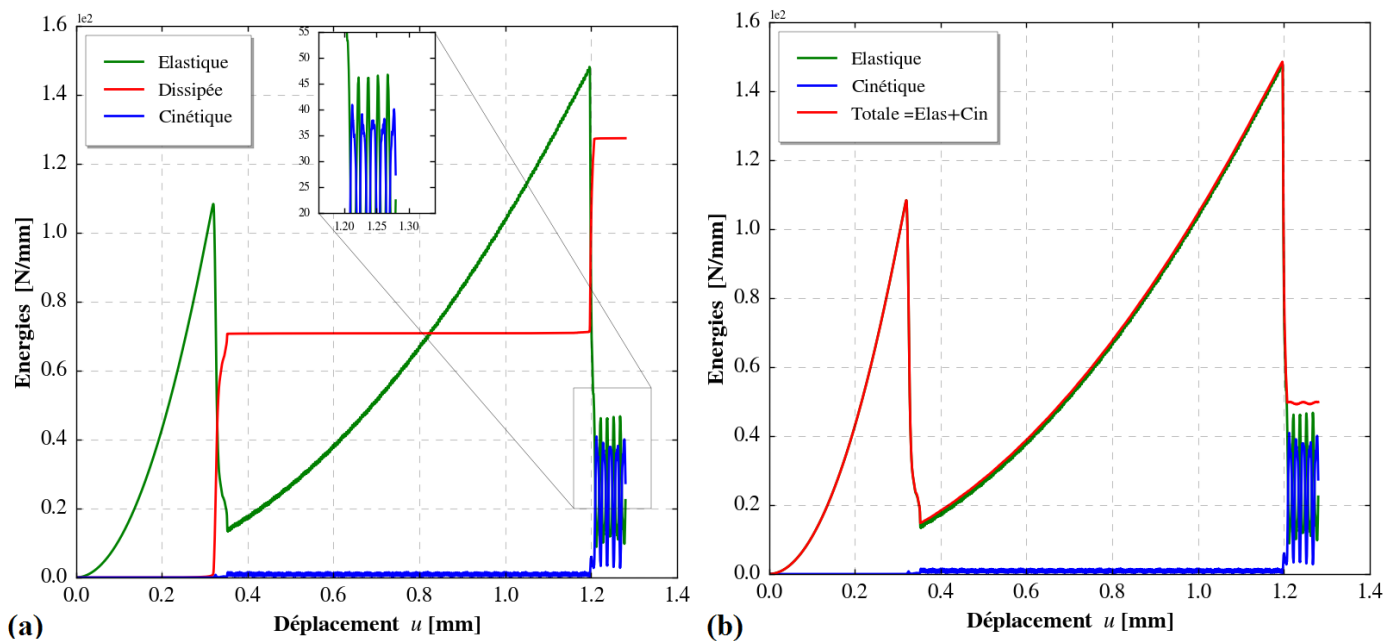 1e2
1.6
1.4
1.2
1.0
0.8
0.6
0.4
0.2
0.0
Energies [N/mm]
Elastique
Dissipée
Cinétique
55
50
45
40
35
30
25
20
1.20 1.25 1.30
0.0 0.2 0.4 0.6 0.8 1.0 1.2 1.4
Déplacement u [mm]
(a)
1e2
1.6
1.4
1.2
1.0
0.8
0.6
0.4
0.2
0.0
Energies [N/mm]
Elastique
Cinétique
Totale =Elas+Cin
0.0 0.2 0.4 0.6 0.8 1.0 1.2 1.4
Déplacement u [mm]
(b)